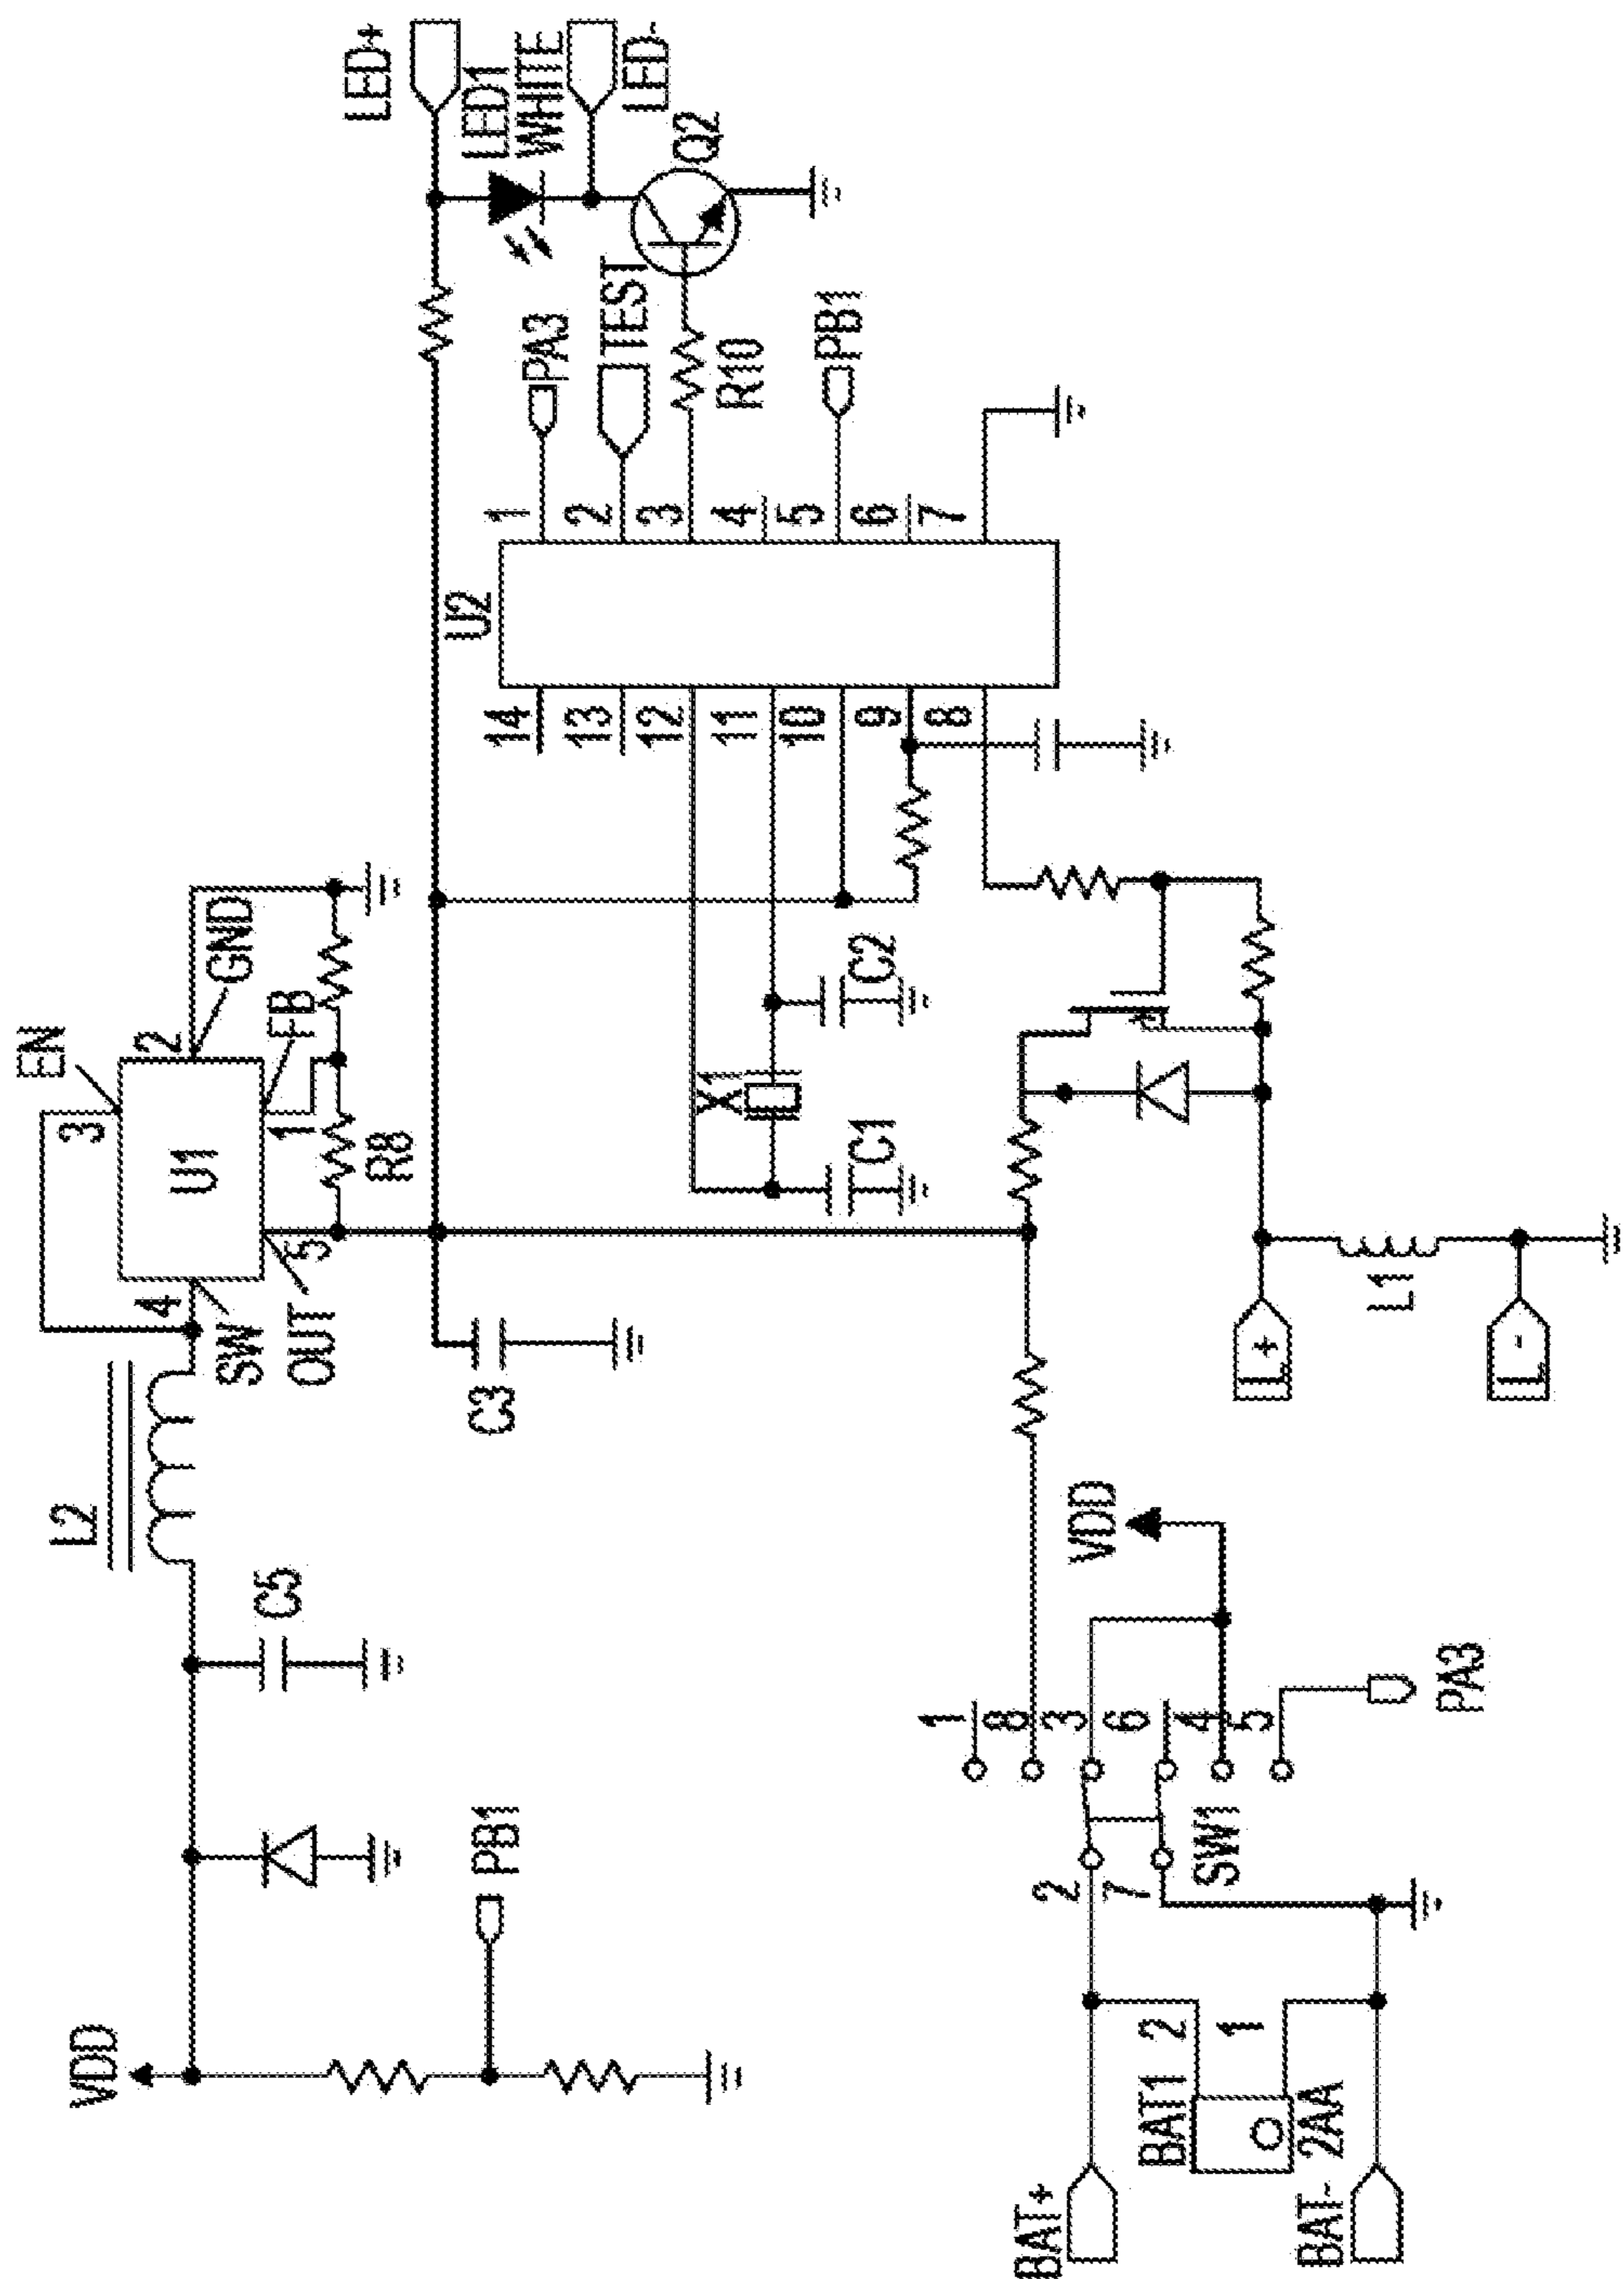 VDD
PB1
C5
L2
4
SW
OUT
5
3
EN
U1
2
GND
1
FB
R8
C3
LED+
LED1
WHITE
LED-
Q2
PA3
TEST
R10
PB1
U2
1
2
3
4
5
6
7
14
13
12
11
10
9
8
X1
C1
C2
BAT+
BAT-
BAT1
2AA
2
1
2
7
SW1
1
8
3
6
4
5
VDD
PA3
L+
L1
L-